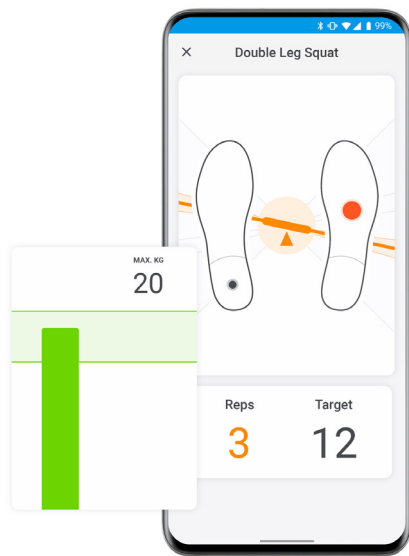 99%
× Double Leg Squat
MAX. KG
20
Reps Target
3 12